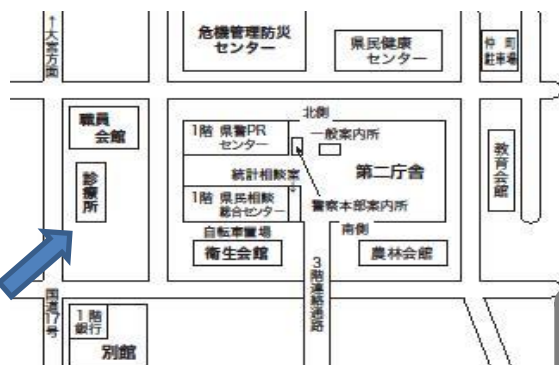 ↑大宮方面
危機管理防災
センター
県民健康
センター
仲町
駐車場
職員
会館
北側
1階 県警PR
センター
一般案内所
教育会館
診療所
統計相談室
第二庁舎
1階 県民相談
総合センター
警察本部案内所
自転車置場
南側
衛生会館
3階連絡通路
農林会館
国道17号
1階
銀行
別館